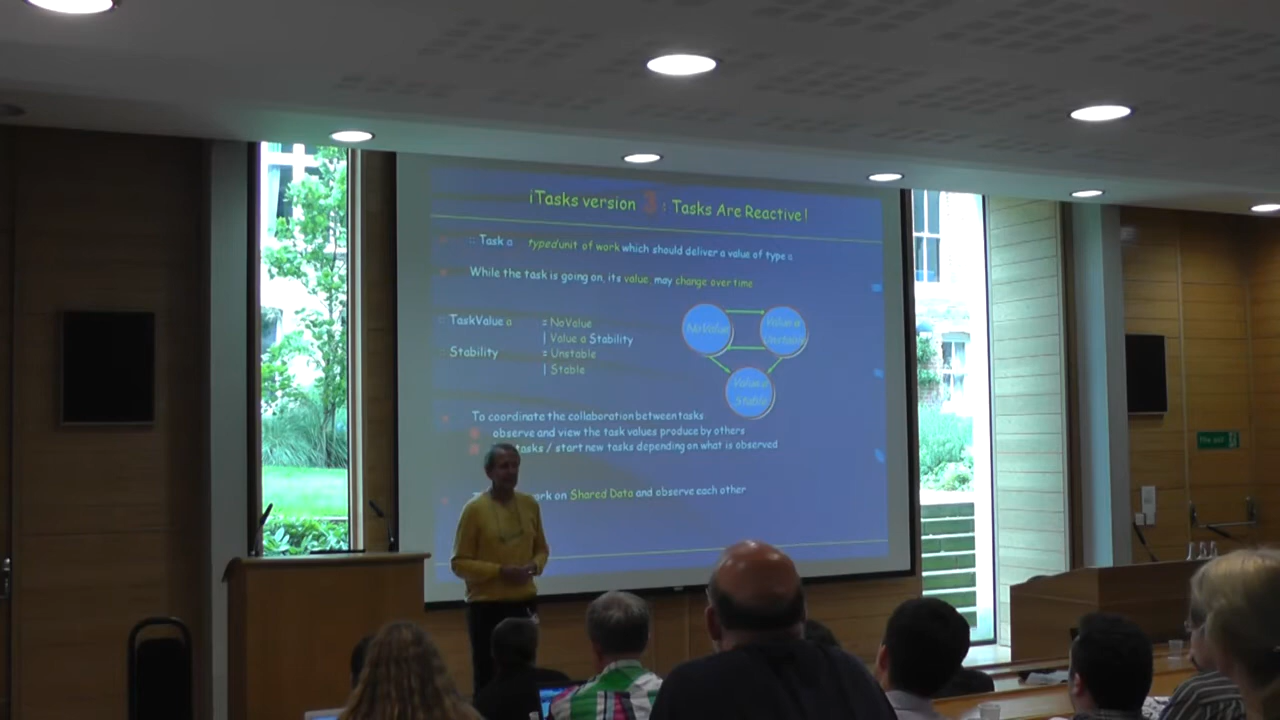 iTasks version 3 : Tasks Are Reactive!
:: Task a typed unit of work which should deliver a value of type a
While the task is going on, its value may change over time
:: TaskValue a = NoValue
| Value a Stability
:: Stability = Unstable
| Stable
NoValue
Value a
Unstable
Value a
Stable
To coordinate the collaboration between tasks
observe and view the task values produce by others
tasks / start new tasks depending on what is observed
on Shared Data and observe each other